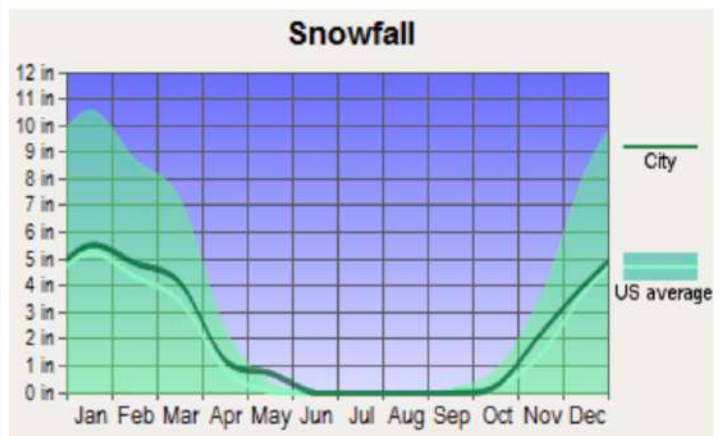 Snowfall
12 in
11 in
10 in
9 in
8 in
7 in
6 in
5 in
4 in
3 in
2 in
1 in
0 in
Jan Feb Mar Apr May Jun Jul Aug Sep Oct Nov Dec
City
US average